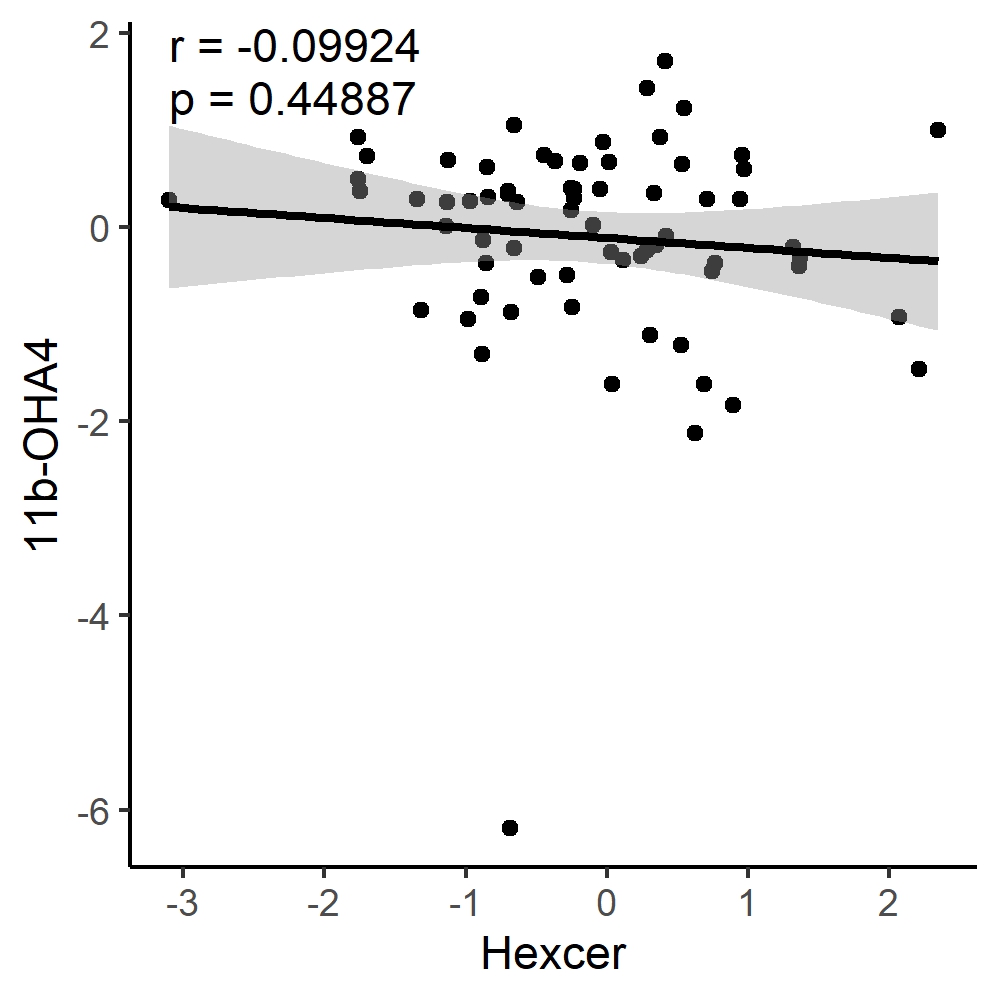 r = -0.09924
p = 0.44887
2
0
-2
-4
-6
11b-OHA4
-3 -2 -1 0 1 2
Hexcer